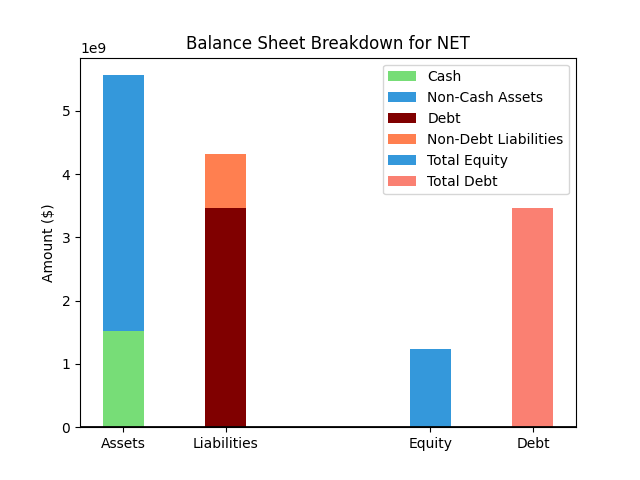 Balance Sheet Breakdown for NET
1e9
Cash
Non-Cash Assets
Debt
Non-Debt Liabilities
Total Equity
Total Debt
Amount ($)
5
4
3
2
1
0
Assets Liabilities Equity Debt